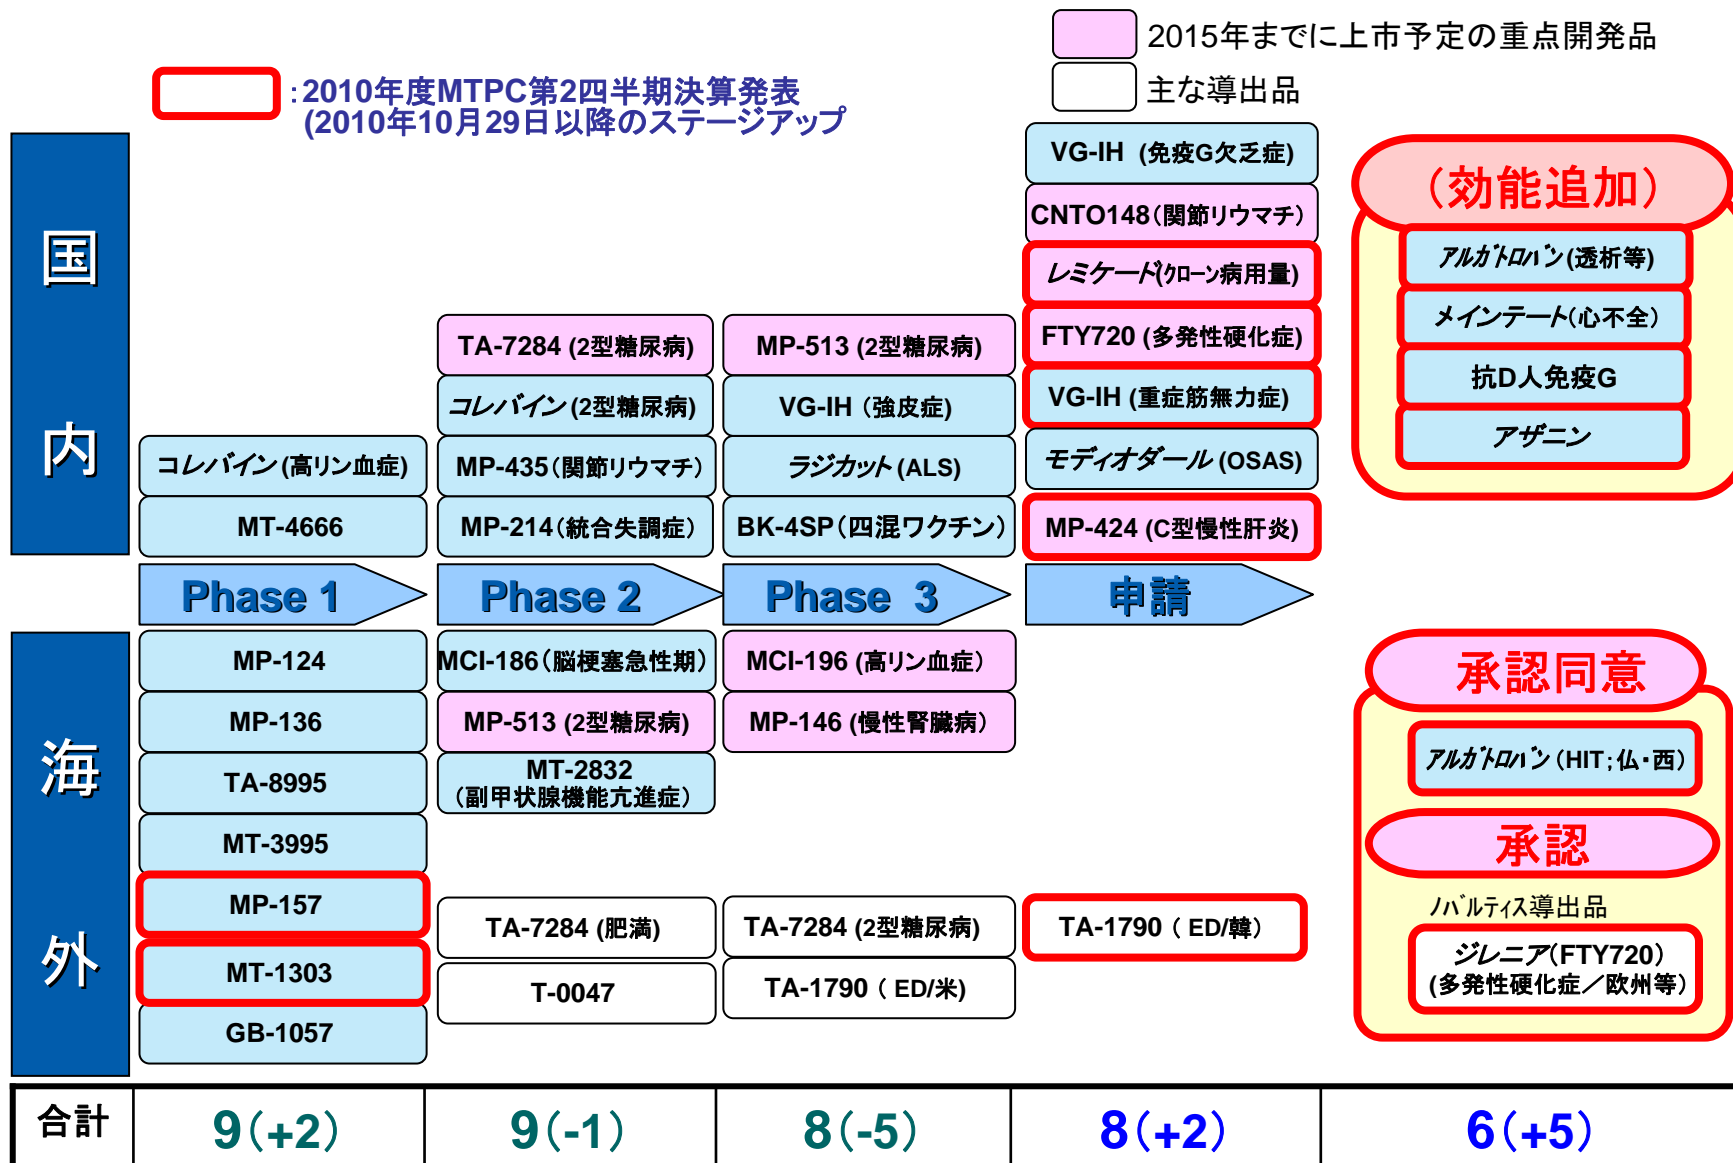 2015年までに上市予定の重点開発品
主な導出品
:2010年度MTPC第2四半期決算発表
(2010年10月29日以降のステージアップ
国内
コレバイン(高リン血症)
MT-4666
TA-7284 (2型糖尿病)
コレバイン(2型糖尿病)
MP-435(関節リウマチ)
MP-214(統合失調症)
MP-513 (2型糖尿病)
VG-IH (強皮症)
ラジカット(ALS)
BK-4SP(四混ワクチン)
VG-IH (免疫G欠乏症)
CNTO148(関節リウマチ)
レミケード(クローン病用量)
FTY720 (多発性硬化症)
VG-IH (重症筋無力症)
モディオダール (OSAS)
MP-424 (C型慢性肝炎)
(効能追加)
アルガトロバン(透析等)
メインテート(心不全)
抗D人免疫G
アザニン
Phase 1
Phase 2
Phase 3
申請
海外
MP-124
MP-136
TA-8995
MT-3995
MP-157
MT-1303
GB-1057
MCI-186(脳梗塞急性期)
MP-513 (2型糖尿病)
MT-2832
(副甲状腺機能亢進症)
TA-7284 (肥満)
T-0047
MCI-196 (高リン血症)
MP-146 (慢性腎臓病)
TA-7284 (2型糖尿病)
TA-1790 ( ED/米)
TA-1790 ( ED/韓)
承認同意
アルガトロバン(HIT;仏・西)
承認
ノバルティス導出品
ジレニア(FTY720)
(多発性硬化症/欧州等)
合計
9(+2)
9(-1)
8(-5)
8(+2)
6(+5)